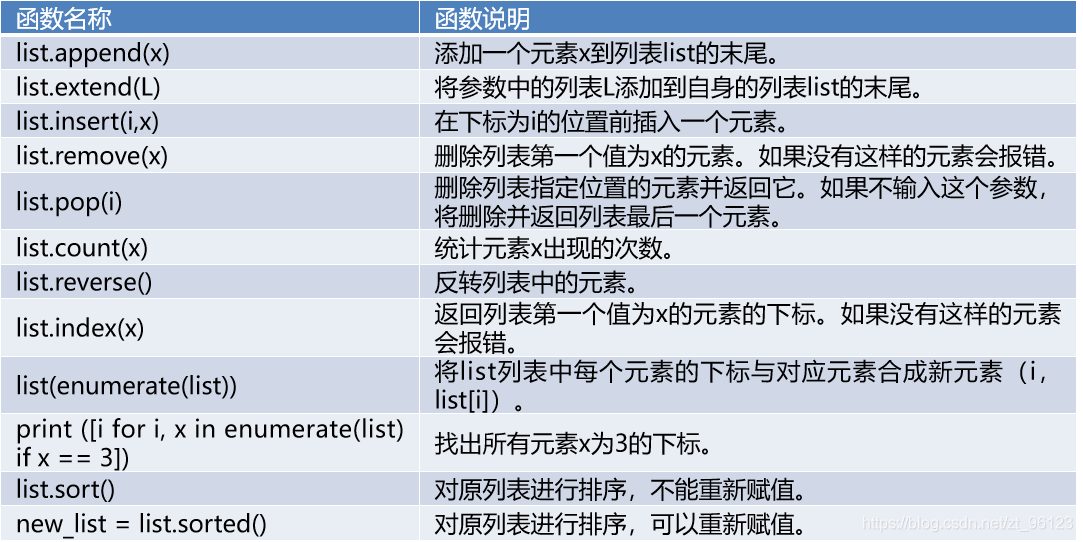 函数名称
函数说明
list.append(x)
添加一个元素x到列表list的末尾。
list.extend(L)
将参数中的列表L添加到自身的列表list的末尾。
list.insert(i,x)
在下标为i的位置前插入一个元素。
list.remove(x)
删除列表第一个值为x的元素。如果没有这样的元素会报错。
list.pop(i)
删除列表指定位置的元素并返回它。如果不输入这个参数，
将删除并返回列表最后一个元素。
list.count(x)
统计元素x出现的次数。
list.reverse()
反转列表中的元素。
list.index(x)
返回列表第一个值为x的元素的下标。如果没有这样的元素
会报错。
list(enumerate(list))
将list列表中每个元素的下标与对应元素合成新元素（i，
list[i]）。
print ([i for i, x in enumerate(list)
if x == 3])
找出所有元素x为3的下标。
list.sort()
对原列表进行排序，不能重新赋值。
new_list = list.sorted()
对原列表进行排序，可以重新赋值。
https://blog.csdn.net/zt_96123